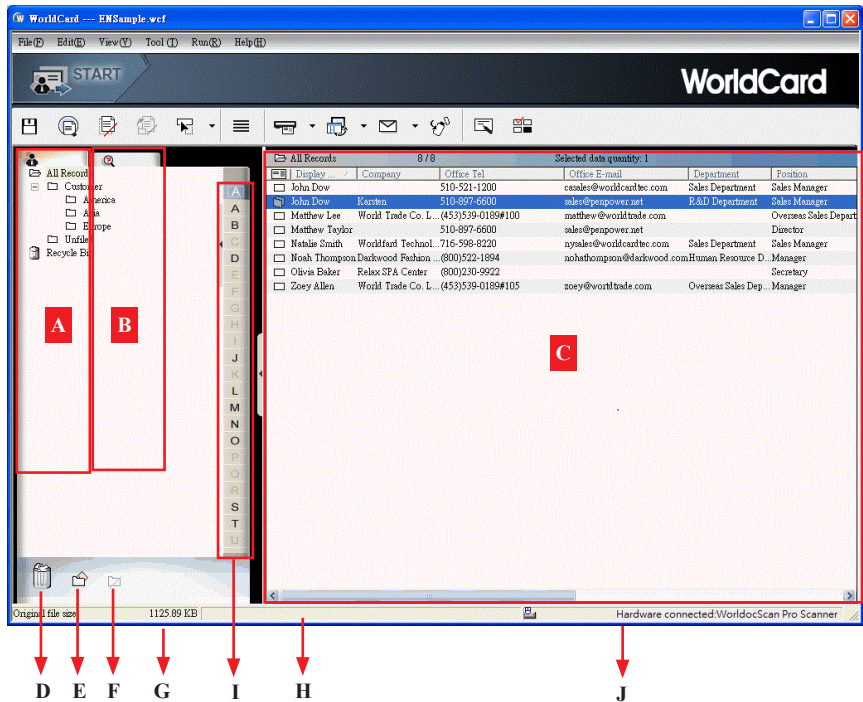 WorldCard --- ENSample.wcf
File(F) Edit(E) View(V) Tool (T) Run(R) Help(H)
START
WorldCard
All Records 8 / 8 Selected data quantity: 1
Display ... Company Office Tel Office E-mail Department Position
John Dow 510-521-1200 casales@worldcardtec.com Sales Department Sales Manager
John Dow Karsten 510-897-6600 sales@penpower.net R&D Department Sales Manager
Matthew Lee World Trade Co. L...(453)539-0189#100 matthew@worldtrade.com Overseas Sales Depart
Matthew Taylor 510-897-6600 sales@penpower.net Director
Natalie Smith Worldfard Technol...716-598-8220 nysales@worldcardtec.com Sales Department Sales Manager
Noah Thompson Darkwood Fashion ...(800)522-1894 nohathompson@darkwood.com Human Resource D...Manager
Olivia Baker Relax SPA Center (800)230-9922 Secretary
Zoey Allen World Trade Co. L...(453)539-0189#105 zoey@worldtrade.com Overseas Sales Dep...Manager
All Record
Customer
America
Asia
Europe
Unfile
Recycle Bi
A
B
C
A
A
B
C
D
E
F
G
H
I
J
K
L
M
N
O
P
Q
R
S
T
U
Original file size 1125.89 KB Hardware connected:WorldocScan Pro Scanner
D E F G I H J